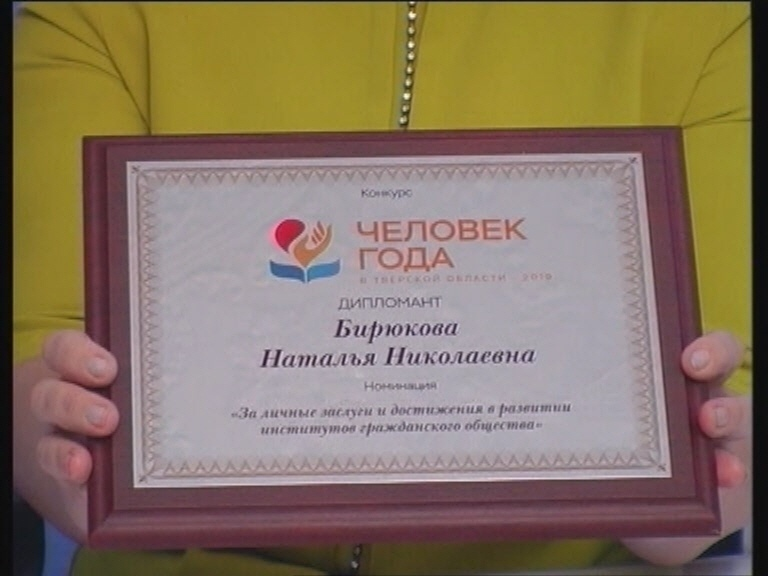 Конкурс
ЧЕЛОВЕК
ГОДА
В ТВЕРСКОЙ ОБЛАСТИ - 2019
ДИПЛОМАНТ
Бирюкова
Наталья Николаевна
Номинация
«За личные заслуги и достижения в развитии
институтов гражданского общества»